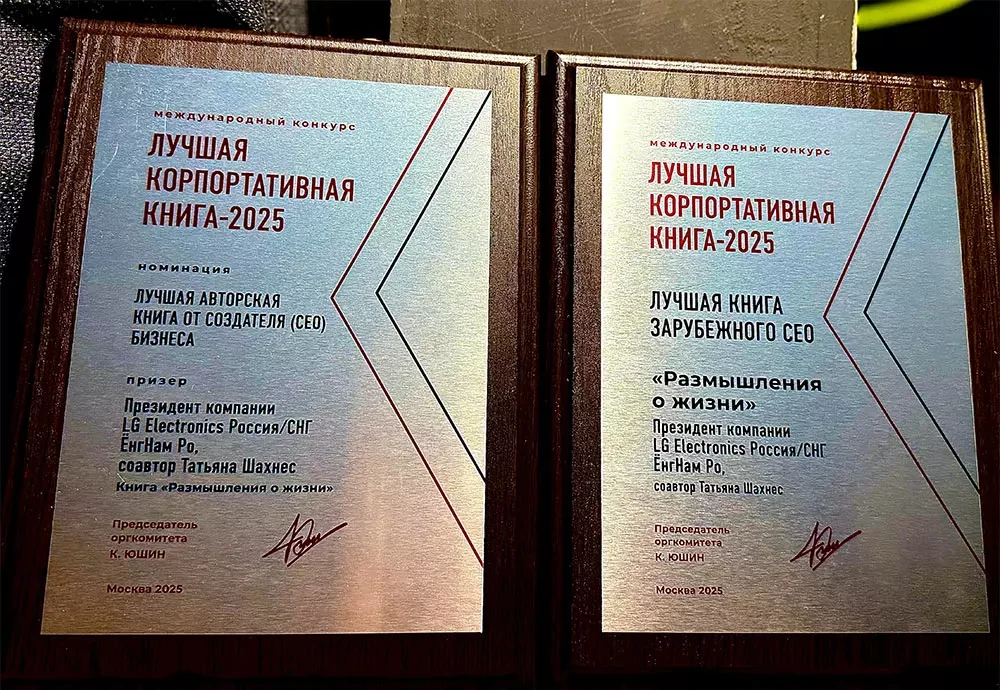 международный конкурс
ЛУЧШАЯ
КОРПОРТАТИВНАЯ
КНИГА-2025
номинация
ЛУЧШАЯ АВТОРСКАЯ
КНИГА ОТ СОЗДАТЕЛЯ (CEO)
БИЗНЕСА
призер
Президент компании
LG Electronics Россия/СНГ
ЁнгНам Ро,
соавтор Татьяна Шахнес
Книга «Размышления о жизни»
Председатель
оргкомитета
К. ЮШИН
Москва 2025
международный конкурс
ЛУЧШАЯ
КОРПОРТАТИВНАЯ
КНИГА-2025
ЛУЧШАЯ КНИГА
ЗАРУБЕЖНОГО CEO
«Размышления
о жизни»
Президент компании
LG Electronics Россия/СНГ
ЁнгНам Ро,
соавтор Татьяна Шахнес
Председатель
оргкомитета
К. ЮШИН
Москва 2025